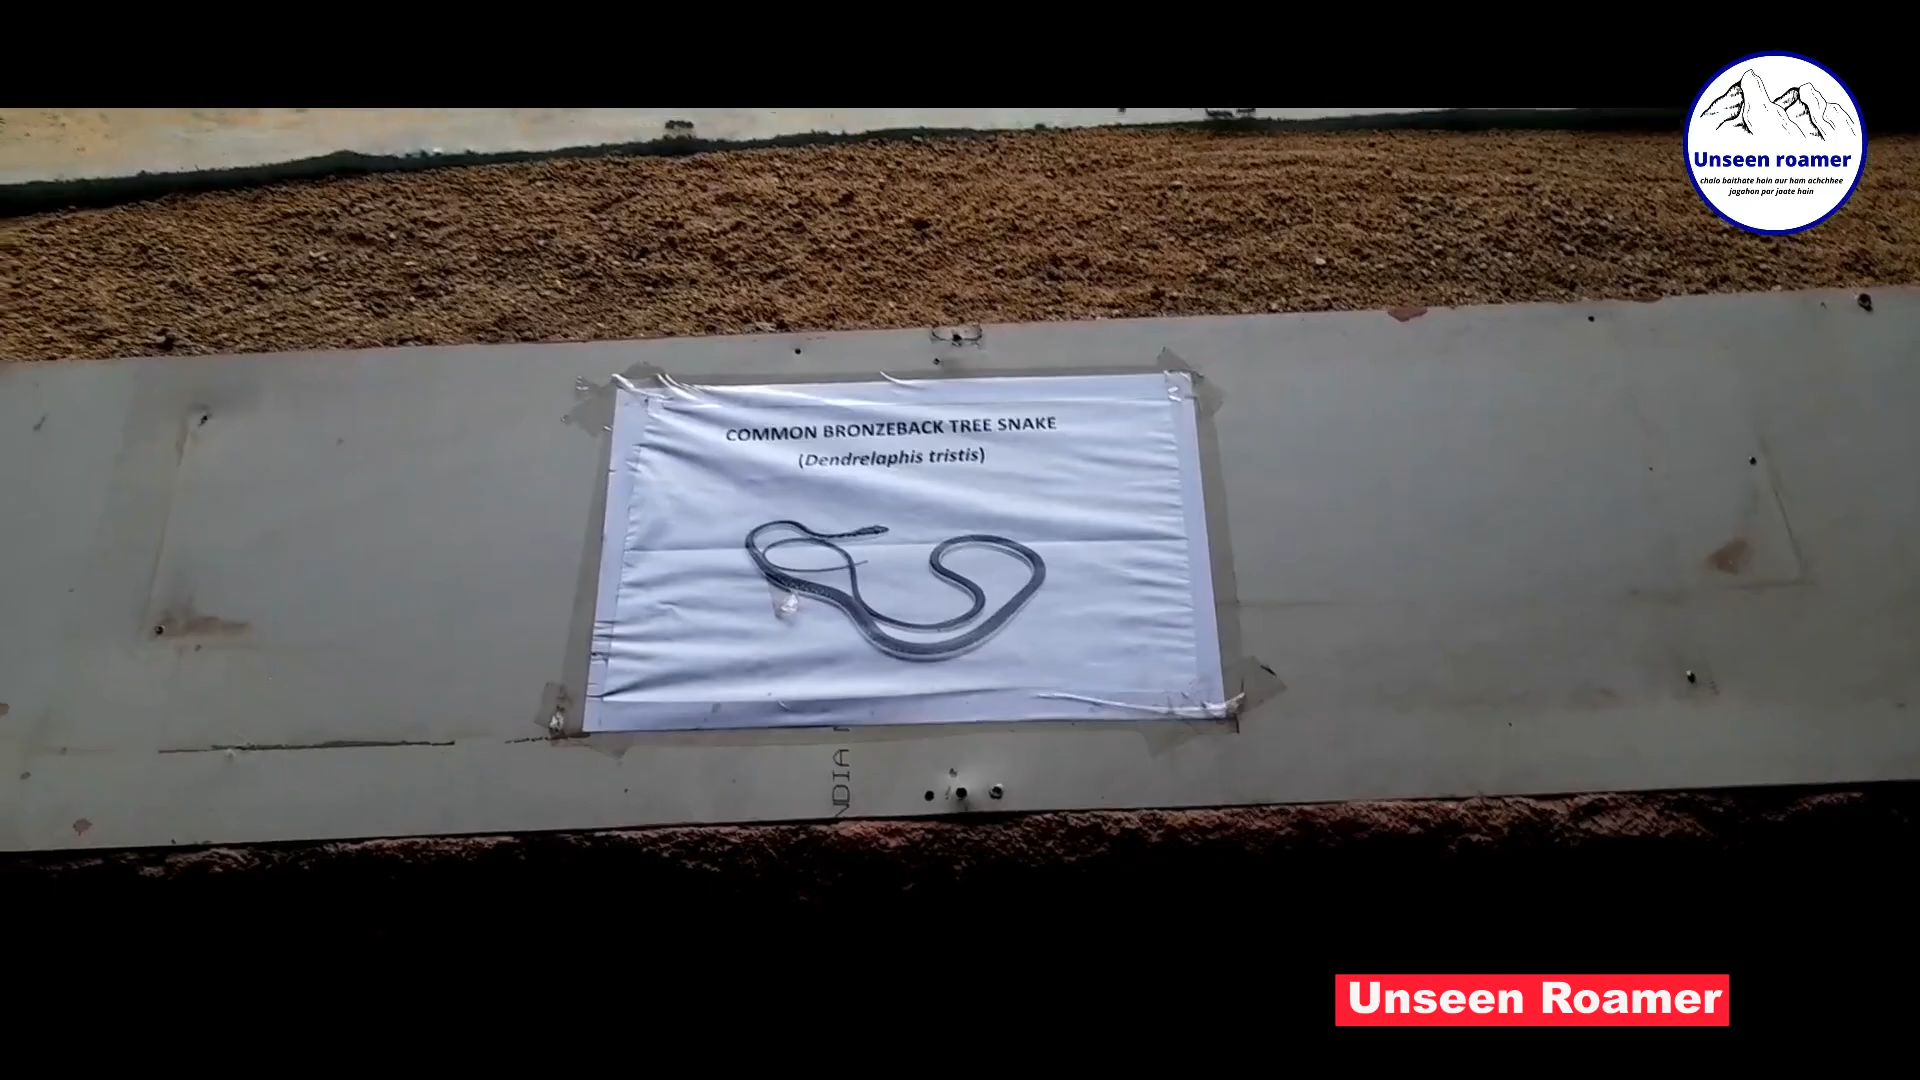 Unseen roamer
chalo baithate hain aur ham achchhee
jagahon par jaate hain
COMMON BRONZEBACK TREE SNAKE
(Dendrelaphis tristis)
NDIA
Unseen Roamer